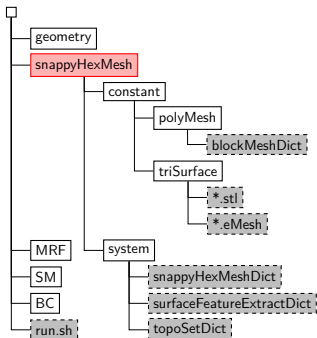 geometry
snappyHexMesh
constant
polyMesh
blockMeshDict
triSurface
*.stl
*.eMesh
MRF
system
SM
snappyHexMeshDict
BC
surfaceFeatureExtractDict
run.sh
topoSetDict